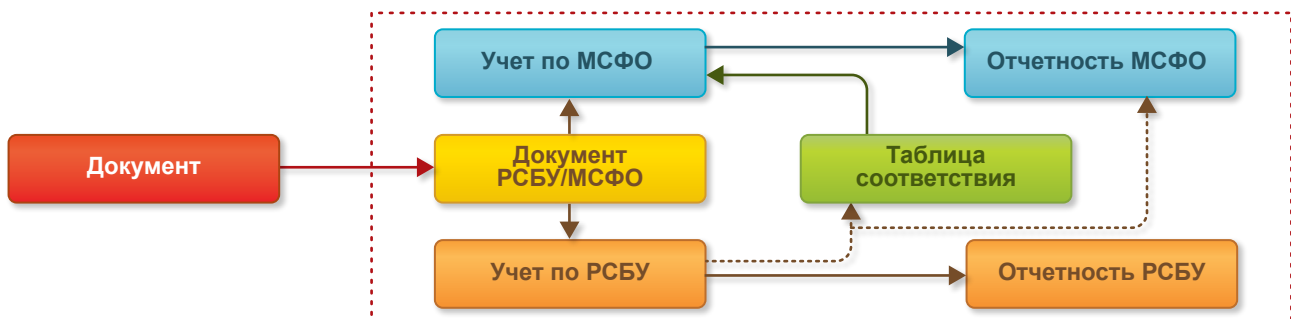 Учет по МСФО
Отчетность МСФО
Документ
Документ
РСБУ/МСФО
Таблица
соответствия
Учет по РСБУ
Отчетность РСБУ